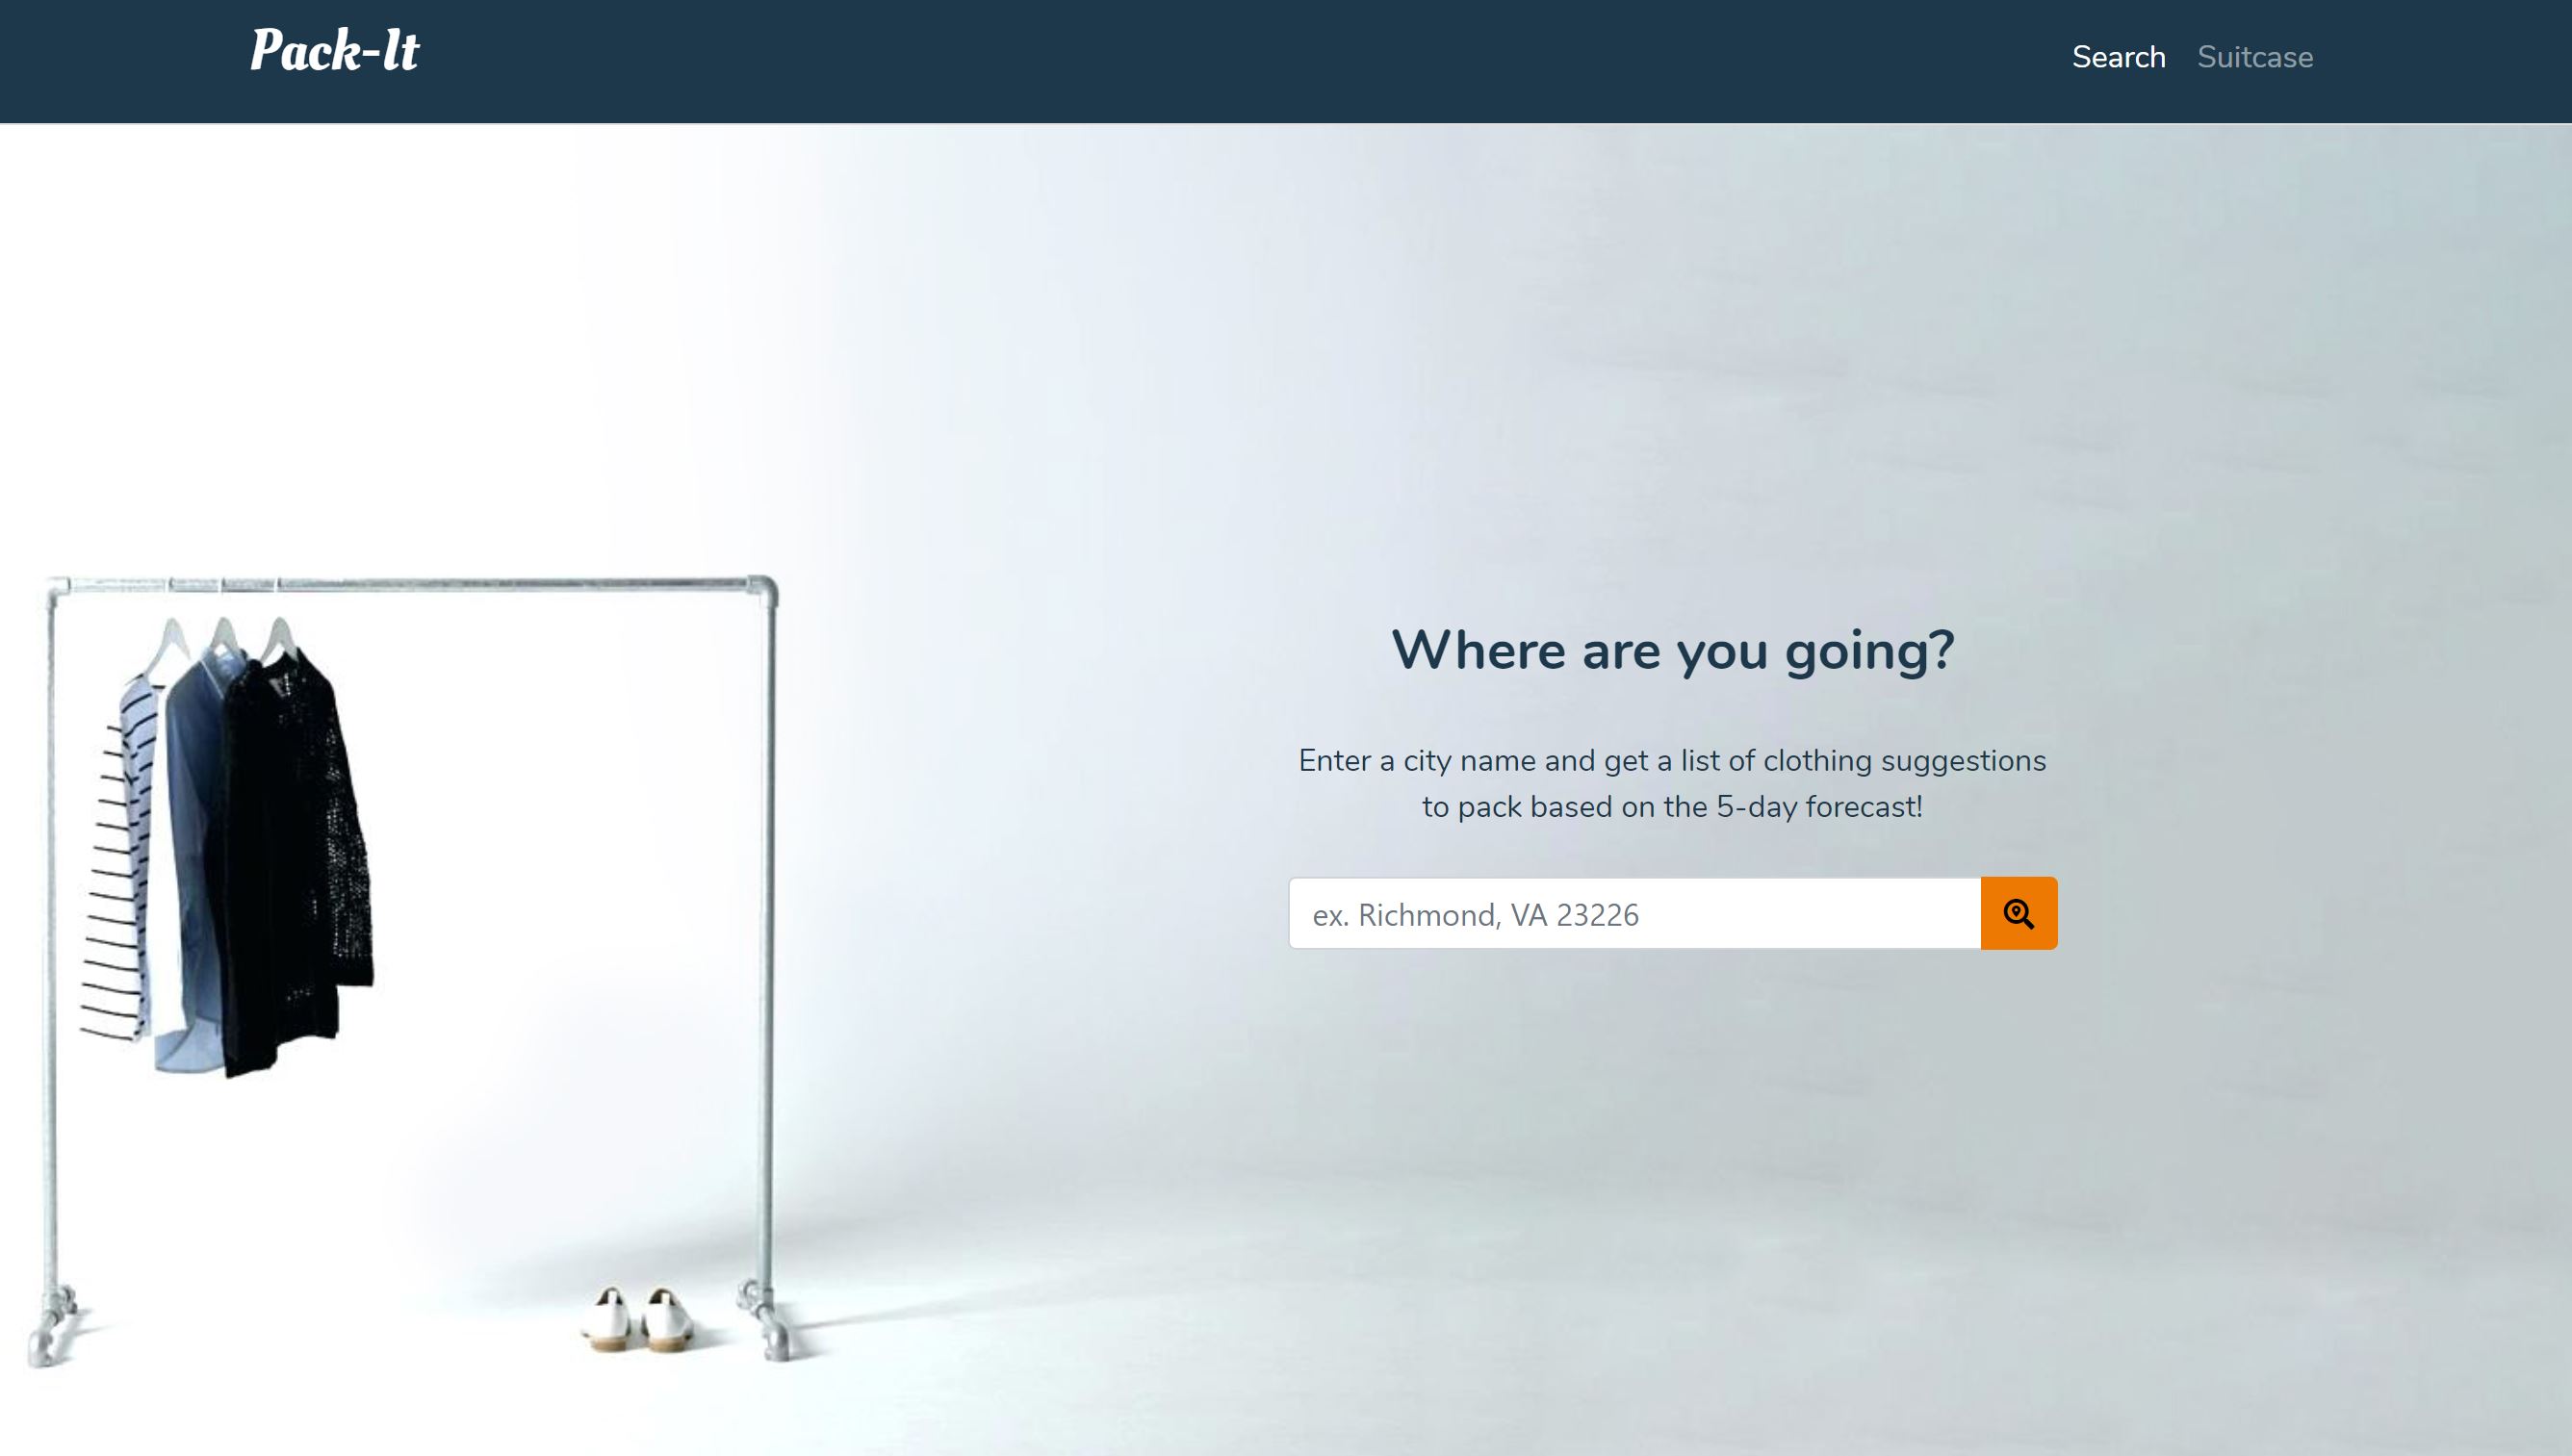 Pack-It
Search Suitcase
Where are you going?
Enter a city name and get a list of clothing suggestions
to pack based on the 5-day forecast!
ex. Richmond, VA 23226